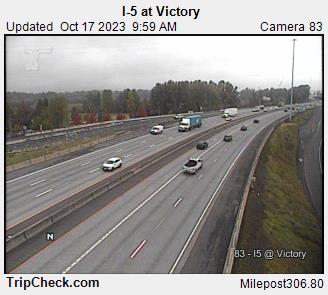 I-5 at Victory
Updated Oct 17 2023 9:59 AM Camera 83
N
83 - I5 @ Victory
TripCheck.com Milepost306.80